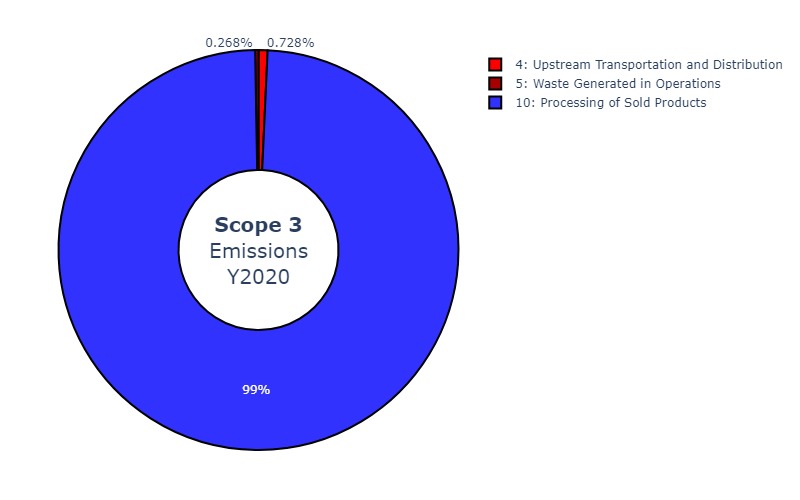 0.268%
0.728%
4: Upstream Transportation and Distribution
5: Waste Generated in Operations
10: Processing of Sold Products
Scope 3
Emissions
Y2020
99%